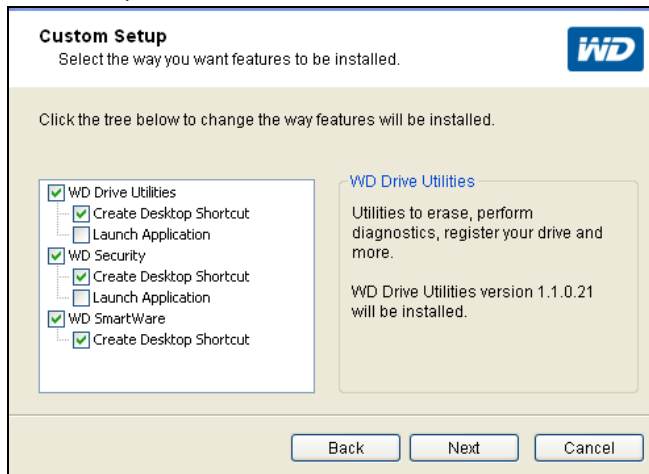 Custom Setup
Select the way you want features to be installed.
WD
Click the tree below to change the way features will be installed.
WD Drive Utilities
Create Desktop Shortcut
Launch Application
WD Security
Create Desktop Shortcut
Launch Application
WD SmartWare
Create Desktop Shortcut
WD Drive Utilities
Utilities to erase, perform
diagnostics, register your drive and
more.
WD Drive Utilities version 1.1.0.21
will be installed.
Back
Next
Cancel